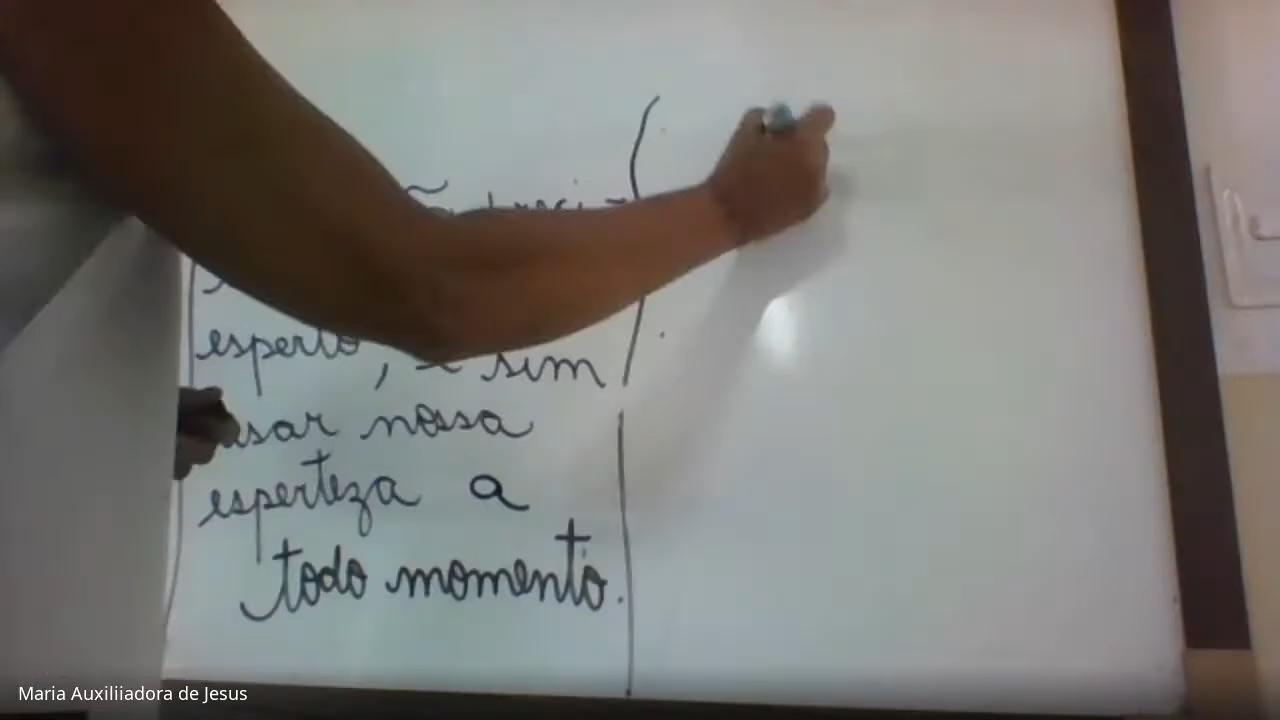 esperto, e sim
usar nossa
esperteza a
todo momento.
Maria Auxiliiadora de Jesus